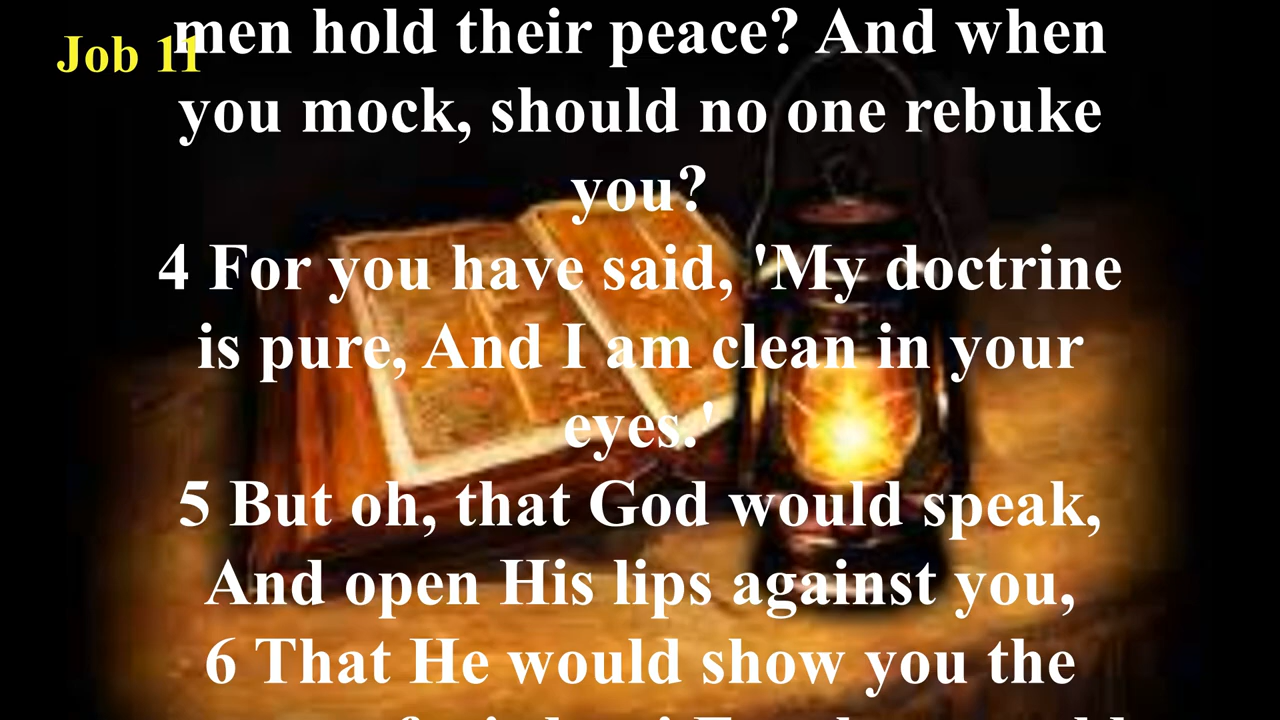 Job 11
men hold their peace? And when
you mock, should no one rebuke
you?
4 For you have said, 'My doctrine
is pure, And I am clean in your
eyes.'
5 But oh, that God would speak,
And open His lips against you,
6 That He would show you the